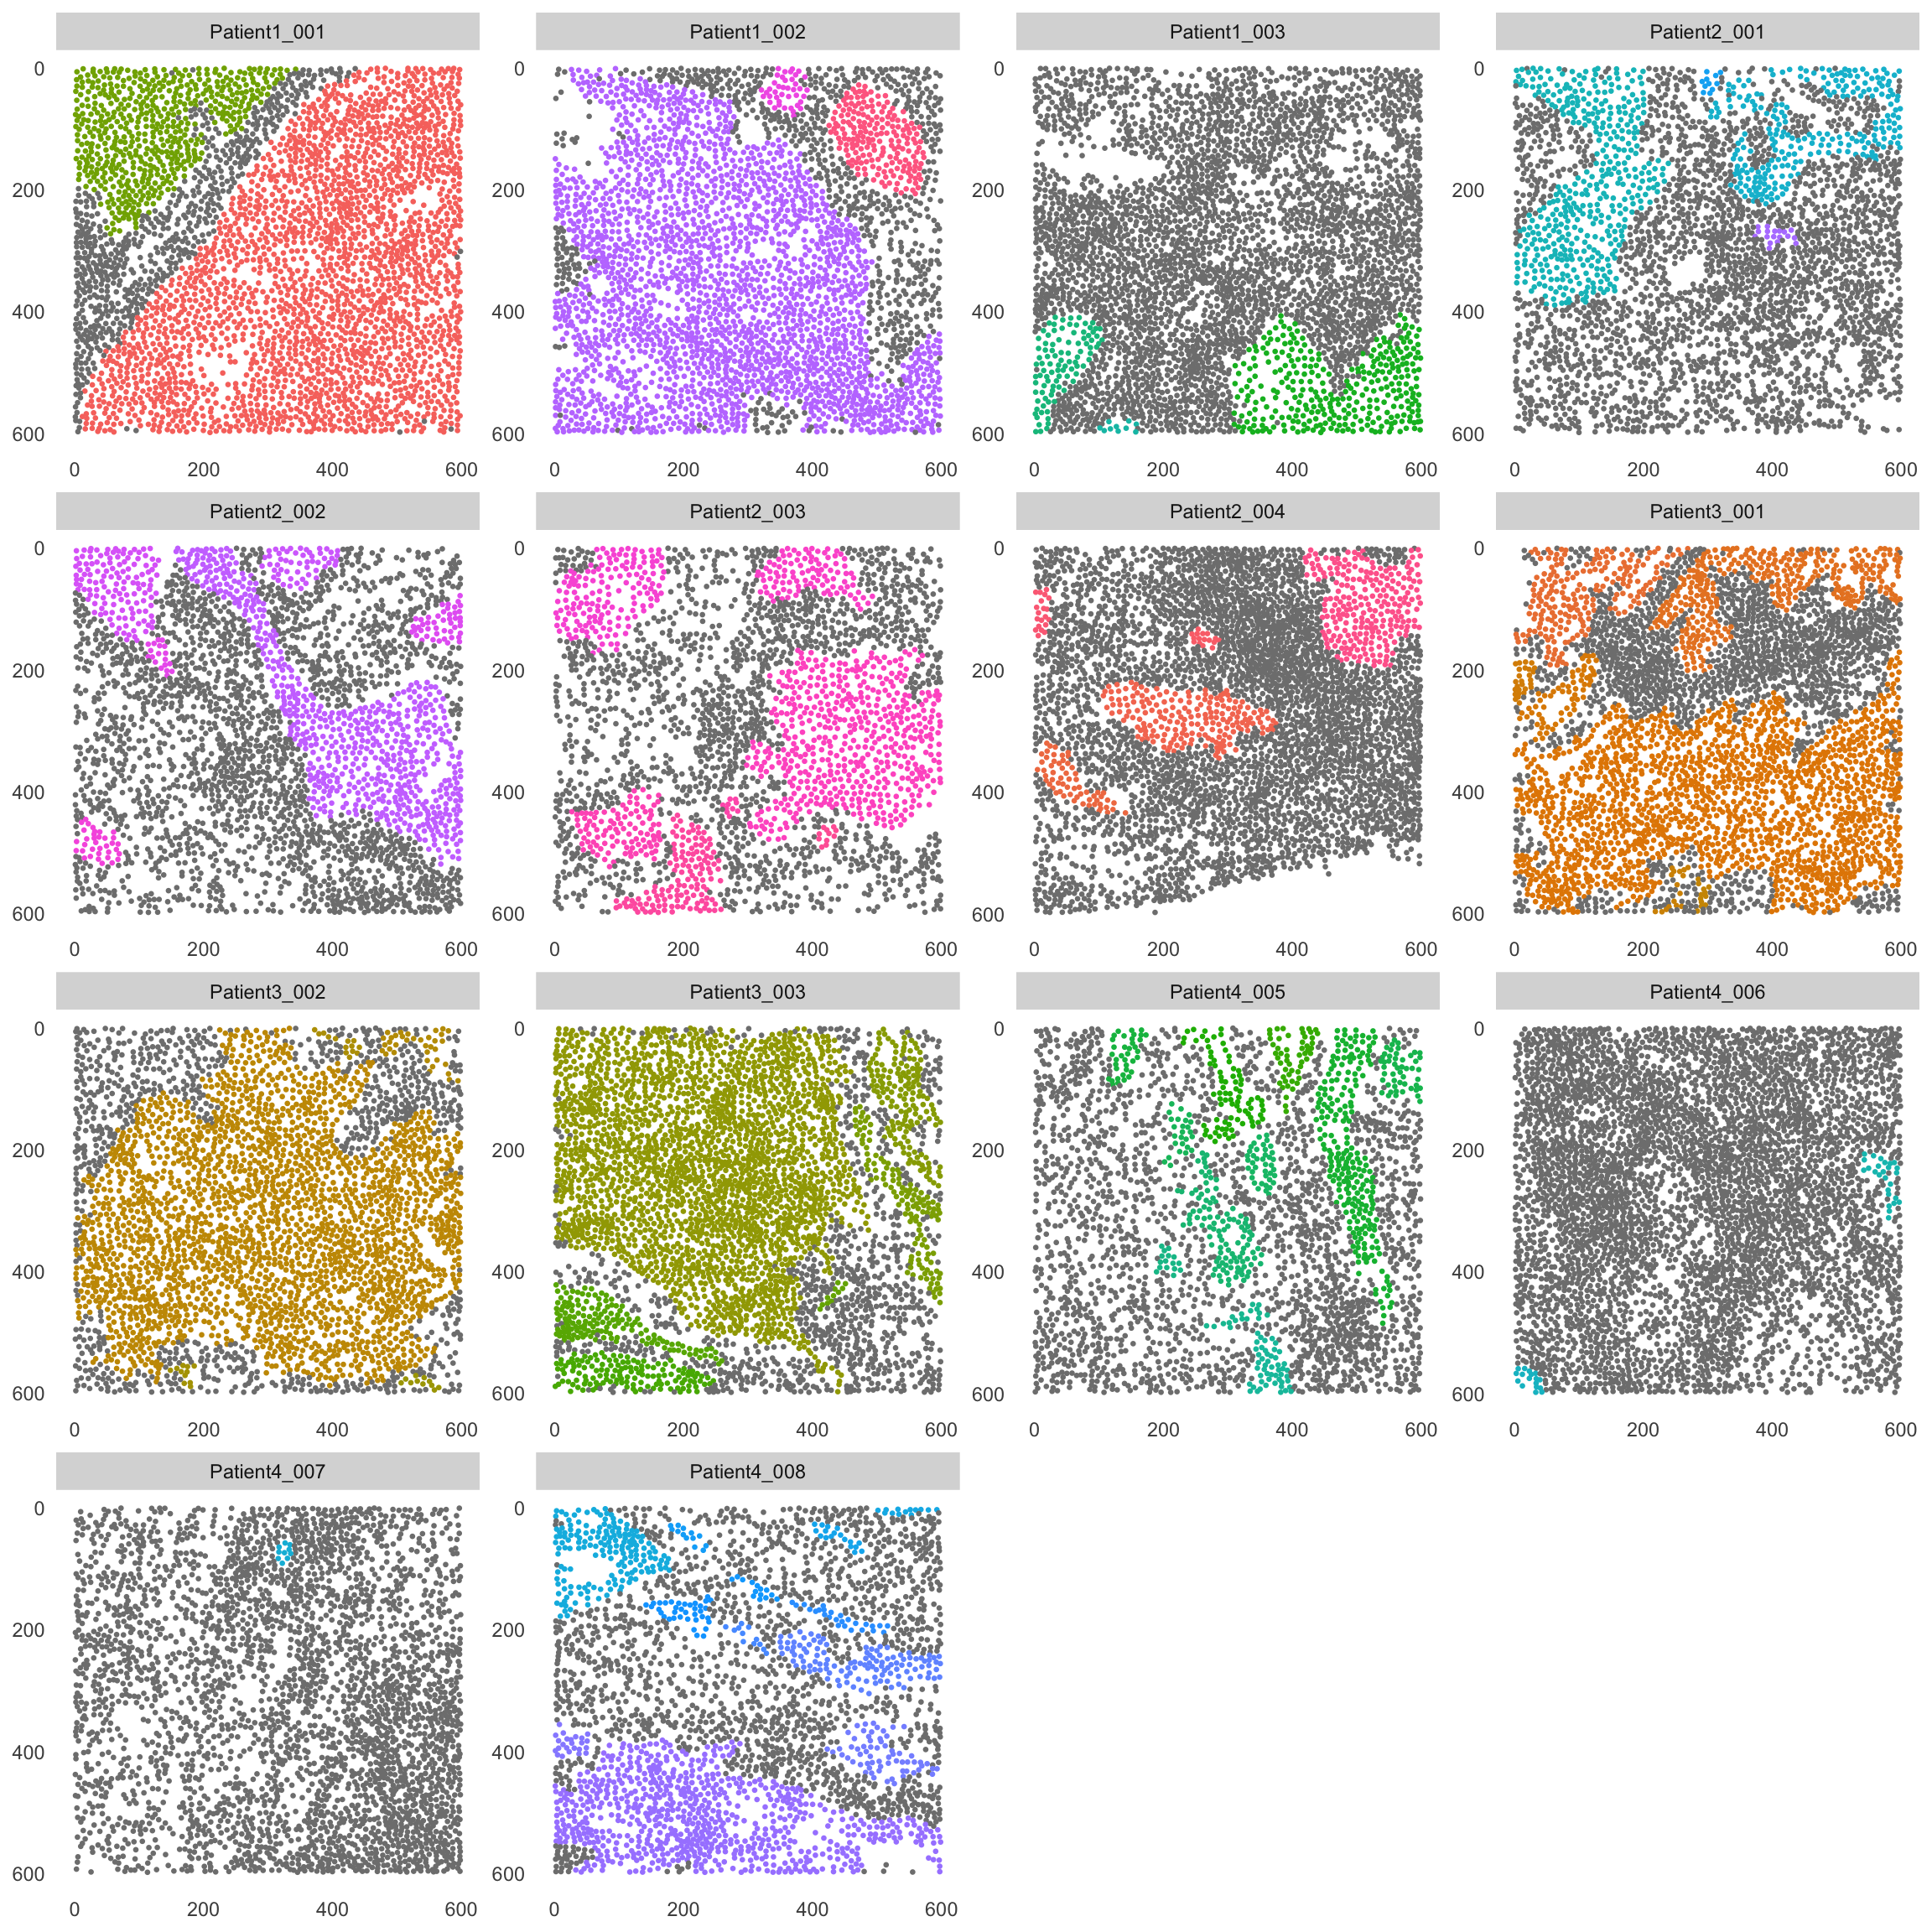 Patient1_001 Patient1_002 Patient1_003 Patient2_001
0 0 0 0
200 200 200 200
400 400 400 400
600 600 600 600
0 200 400 600 0 200 400 600 0 200 400 600 0 200 400 600
Patient2_002 Patient2_003 Patient2_004 Patient3_001
0 0 0 0
200 200 200 200
400 400 400 400
600 600 600 600
0 200 400 600 0 200 400 600 0 200 400 600 0 200 400 600
Patient3_002 Patient3_003 Patient4_005 Patient4_006
0 0 0 0
200 200 200 200
400 400 400 400
600 600 600 600
0 200 400 600 0 200 400 600 0 200 400 600 0 200 400 600
Patient4_007 Patient4_008
0 0
200 200
400 400
600 600
0 200 400 600 0 200 400 600